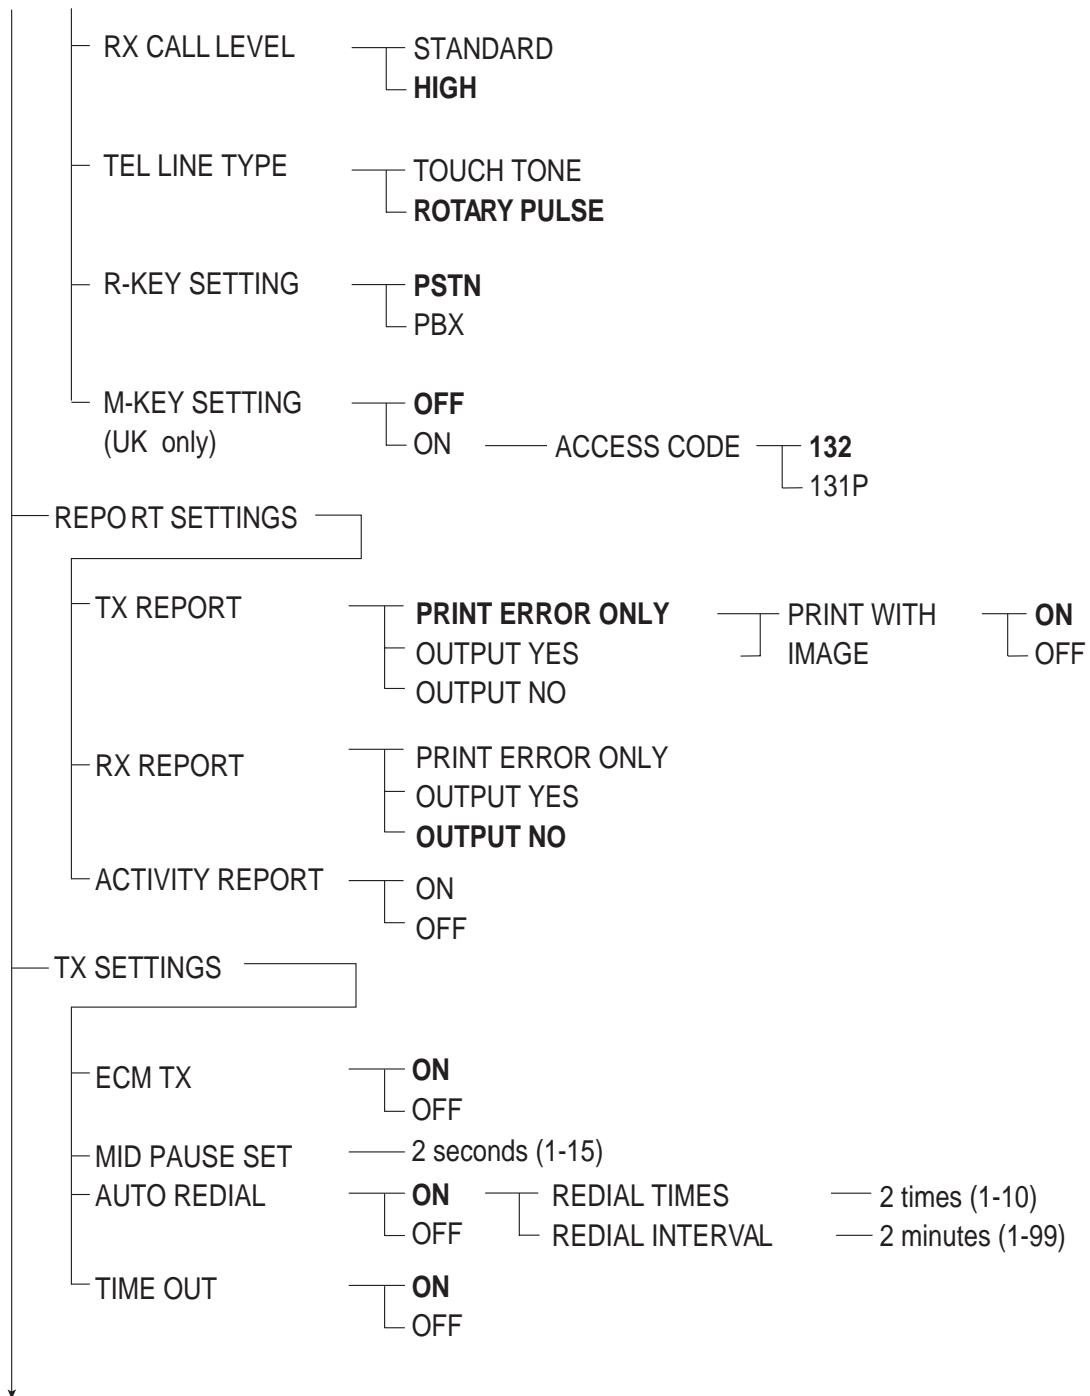 RX CALL LEVEL STANDARD
HIGH
TEL LINE TYPE TOUCH TONE
ROTARY PULSE
R-KEY SETTING PSTN
PBX
M-KEY SETTING OFF
(UK only) ON ACCESS CODE 132
131P
REPORT SETTINGS
TX REPORT PRINT ERROR ONLY PRINT WITH ON
OUTPUT YES IMAGE OFF
OUTPUT NO
RX REPORT PRINT ERROR ONLY
OUTPUT YES
OUTPUT NO
ACTIVITY REPORT ON
OFF
TX SETTINGS
ECM TX ON
OFF
MID PAUSE SET 2 seconds (1-15)
AUTO REDIAL ON REDIAL TIMES 2 times (1-10)
OFF REDIAL INTERVAL 2 minutes (1-99)
TIME OUT ON
OFF